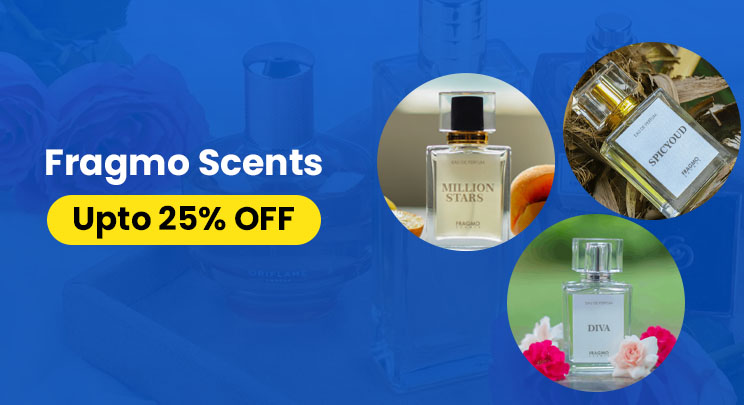 Fragmo Scents
Upto 25% OFF
EAU DE PARFUM
MILLION
STARS
FRAGMO
EAU DE PARFUM
SPICYOUD
FRAGMO
EAU DE PARFUM
DIVA
FRAGMO
ORIFLAME